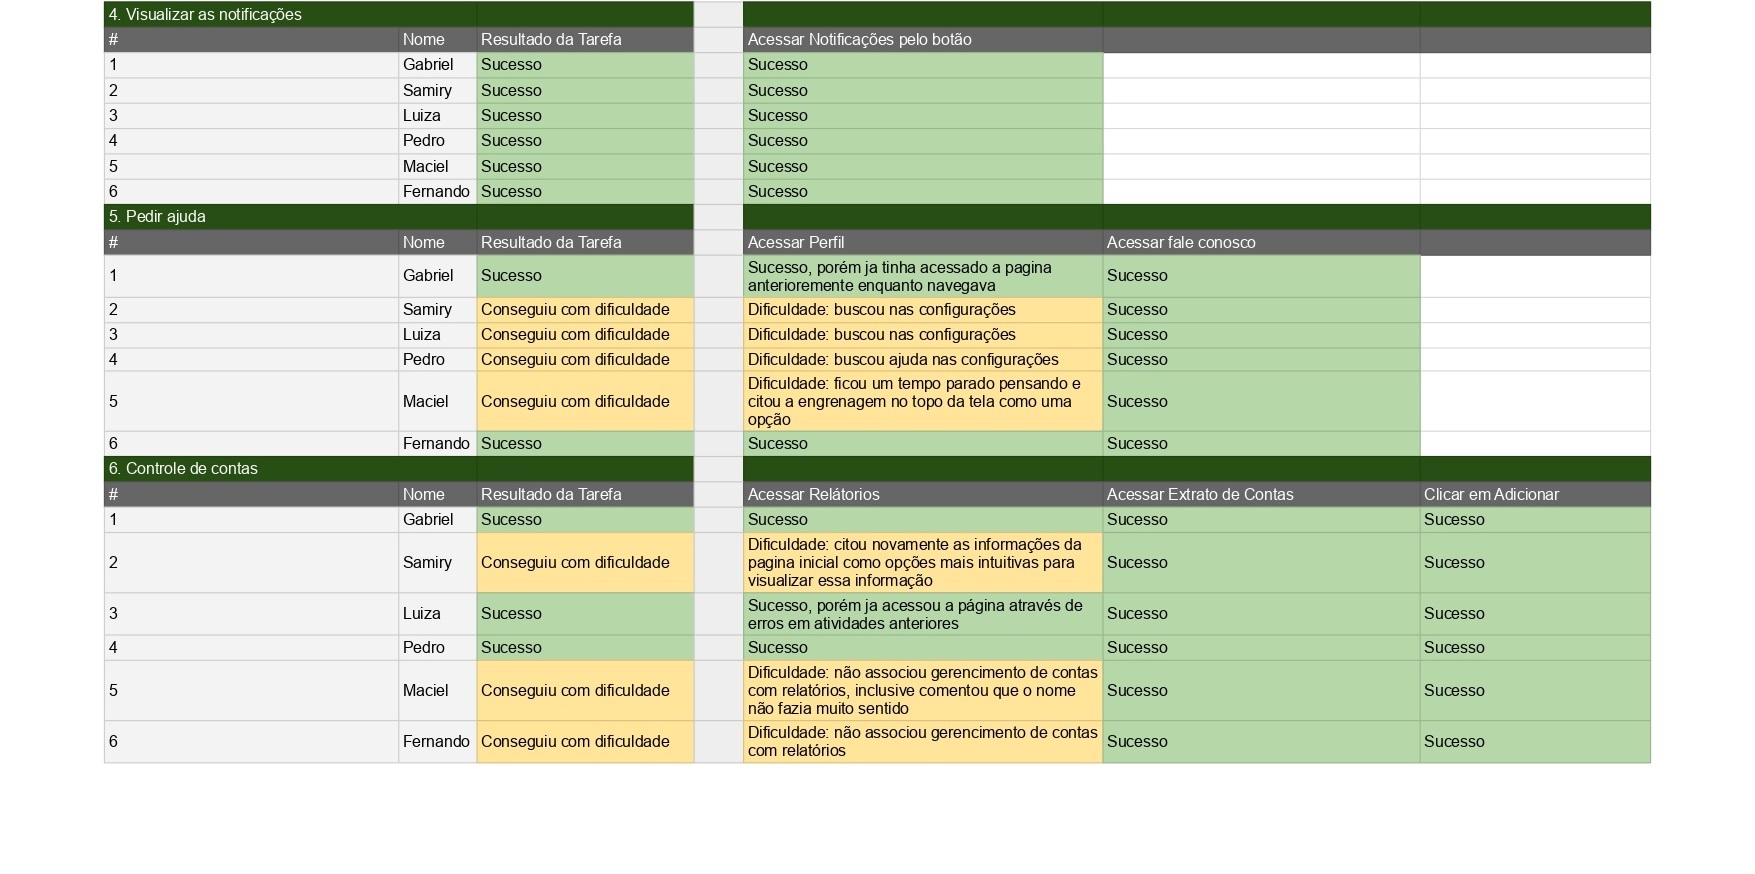 4. Visualizar as notificações
# Nome Resultado da Tarefa Acessar Notificações pelo botão
1 Gabriel Sucesso Sucesso
2 Samiry Sucesso Sucesso
3 Luiza Sucesso Sucesso
4 Pedro Sucesso Sucesso
5 Maciel Sucesso Sucesso
6 Fernando Sucesso Sucesso
5. Pedir ajuda
# Nome Resultado da Tarefa Acessar Perfil Acessar fale conosco
1 Gabriel Sucesso Sucesso, porém ja tinha acessado a pagina
anterioremente enquanto navegava Sucesso
2 Samiry Conseguiu com dificuldade Dificuldade: buscou nas configurações Sucesso
3 Luiza Conseguiu com dificuldade Dificuldade: buscou nas configurações Sucesso
4 Pedro Conseguiu com dificuldade Dificuldade: buscou ajuda nas configurações Sucesso
5 Maciel Conseguiu com dificuldade Dificuldade: ficou um tempo parado pensando e
citou a engrenagem no topo da tela como uma
opção Sucesso
6 Fernando Sucesso Sucesso Sucesso
6. Controle de contas
# Nome Resultado da Tarefa Acessar Relátorios Acessar Extrato de Contas Clicar em Adicionar
1 Gabriel Sucesso Sucesso Sucesso Sucesso
2 Samiry Conseguiu com dificuldade Dificuldade: citou novamente as informações da
pagina inicial como opções mais intuitivas para
visualizar essa informação Sucesso Sucesso
3 Luiza Sucesso Sucesso, porém ja acessou a página através de
erros em atividades anteriores Sucesso Sucesso
4 Pedro Sucesso Sucesso Sucesso Sucesso
5 Maciel Conseguiu com dificuldade Dificuldade: não associou gerencimento de contas
com relatórios, inclusive comentou que o nome
não fazia muito sentido Sucesso Sucesso
6 Fernando Conseguiu com dificuldade Dificuldade: não associou gerencimento de contas
com relatórios Sucesso Sucesso